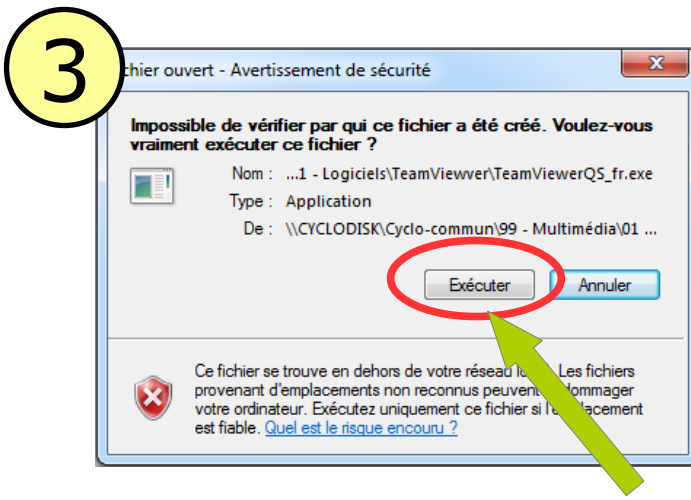 3
chier ouvert - Avertissement de sécurité
Impossible de vérifier par qui ce fichier a été créé. Voulez-vous
vraiment exécuter ce fichier ?
Nom : ...1 - Logiciels\TeamViewver\TeamViewerQS_fr.exe
Type : Application
De : \\CYCLODISK\Cyclo-commun\99 - Multimédia\01 ...
Exécuter Annuler
Ce fichier se trouve en dehors de votre réseau Les fichiers
provenant d'emplacements non reconnus peuvent
votre ordinateur. Exécutez uniquement ce fichier si
est fiable. Quel est le risque encouru ?